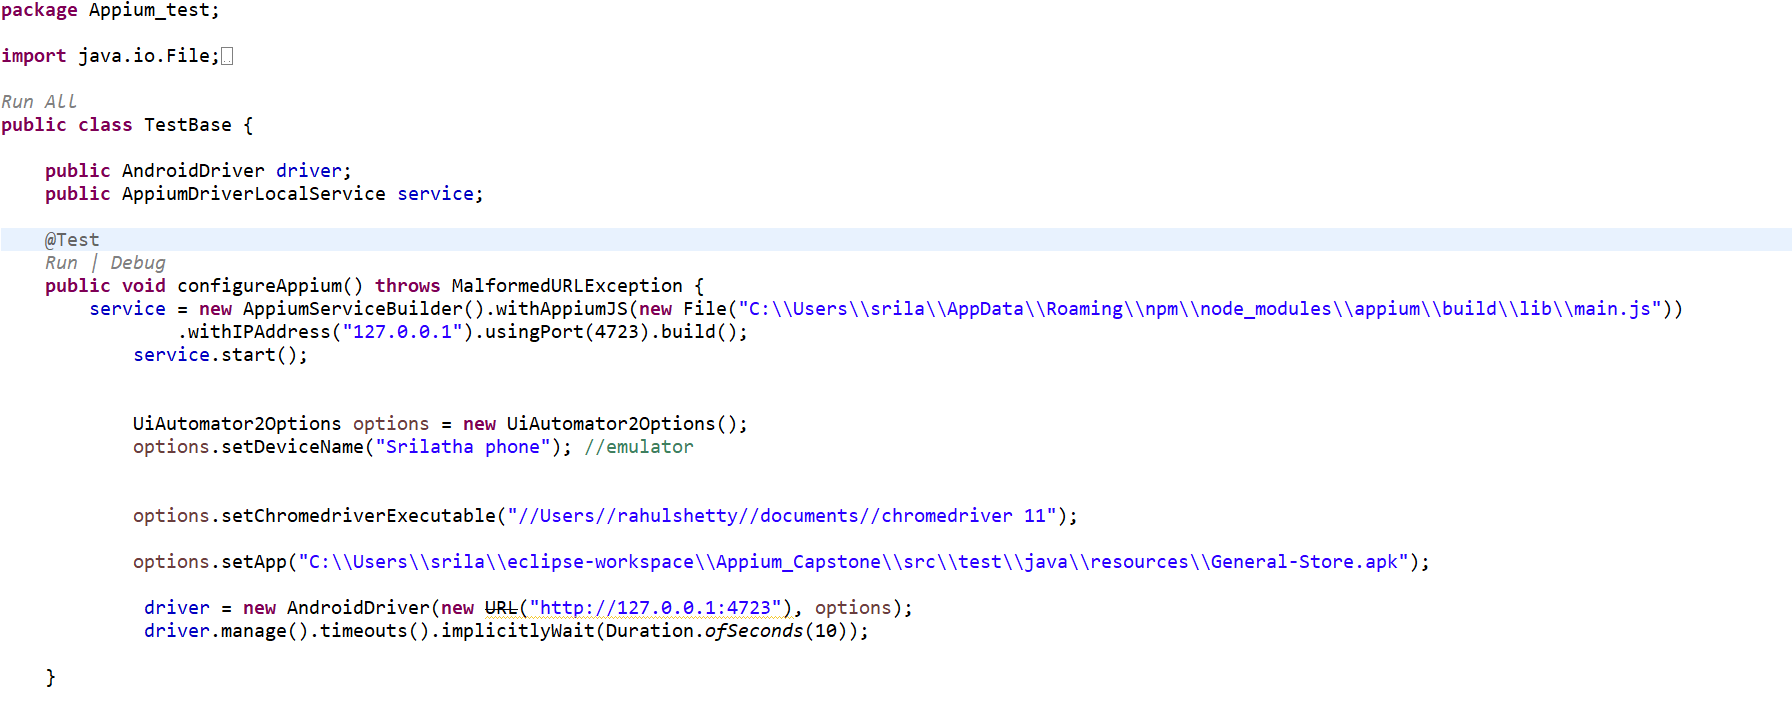 package Appium_test;
import java.io.File;
Run All
public class TestBase {
public AndroidDriver driver;
public AppiumDriverLocalService service;
@Test
Run | Debug
public void configureAppium() throws MalformedURLException {
service = new AppiumServiceBuilder().withAppiumJS(new File("C:\\Users\\srila\\AppData\\Roaming\\npm\\node_modules\\appium\\build\\lib\\main.js"))
.withIPAddress("127.0.0.1").usingPort(4723).build();
service.start();
UiAutomator2Options options = new UiAutomator2Options();
options.setDeviceName("Srilatha phone"); //emulator
options.setChromedriverExecutable("//Users//rahulshetty//documents//chromedriver 11");
options.setApp("C:\\Users\\srila\\eclipse-workspace\\Appium_Capstone\\src\\test\\java\\resources\\General-Store.apk");
driver = new AndroidDriver(new URL("http://127.0.0.1:4723"), options);
driver.manage().timeouts().implicitlyWait(Duration.ofSeconds(10));
}